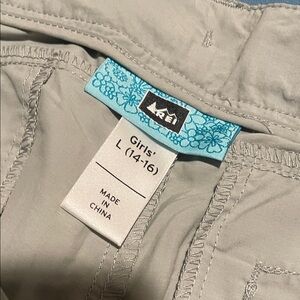 REI
Girls'
L (14-16)
MADE
IN
CHINA